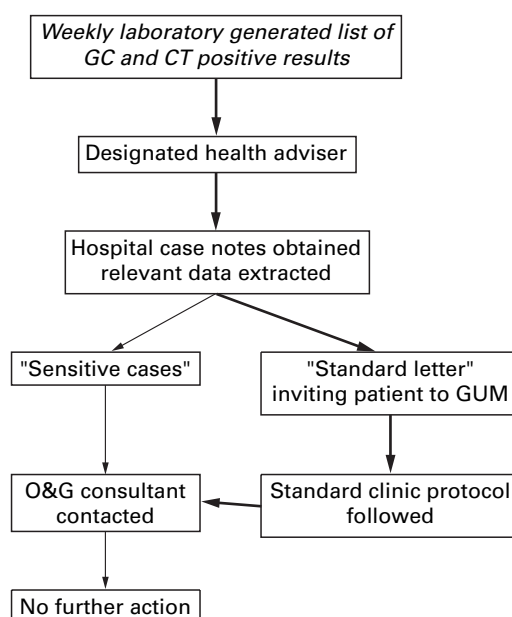 Weekly laboratory generated list of
GC and CT positive results
Designated health adviser
Hospital case notes obtained
relevant data extracted
"Sensitive cases"
"Standard letter"
inviting patient to GUM
O&G consultant
contacted
Standard clinic protocol
followed
No further action